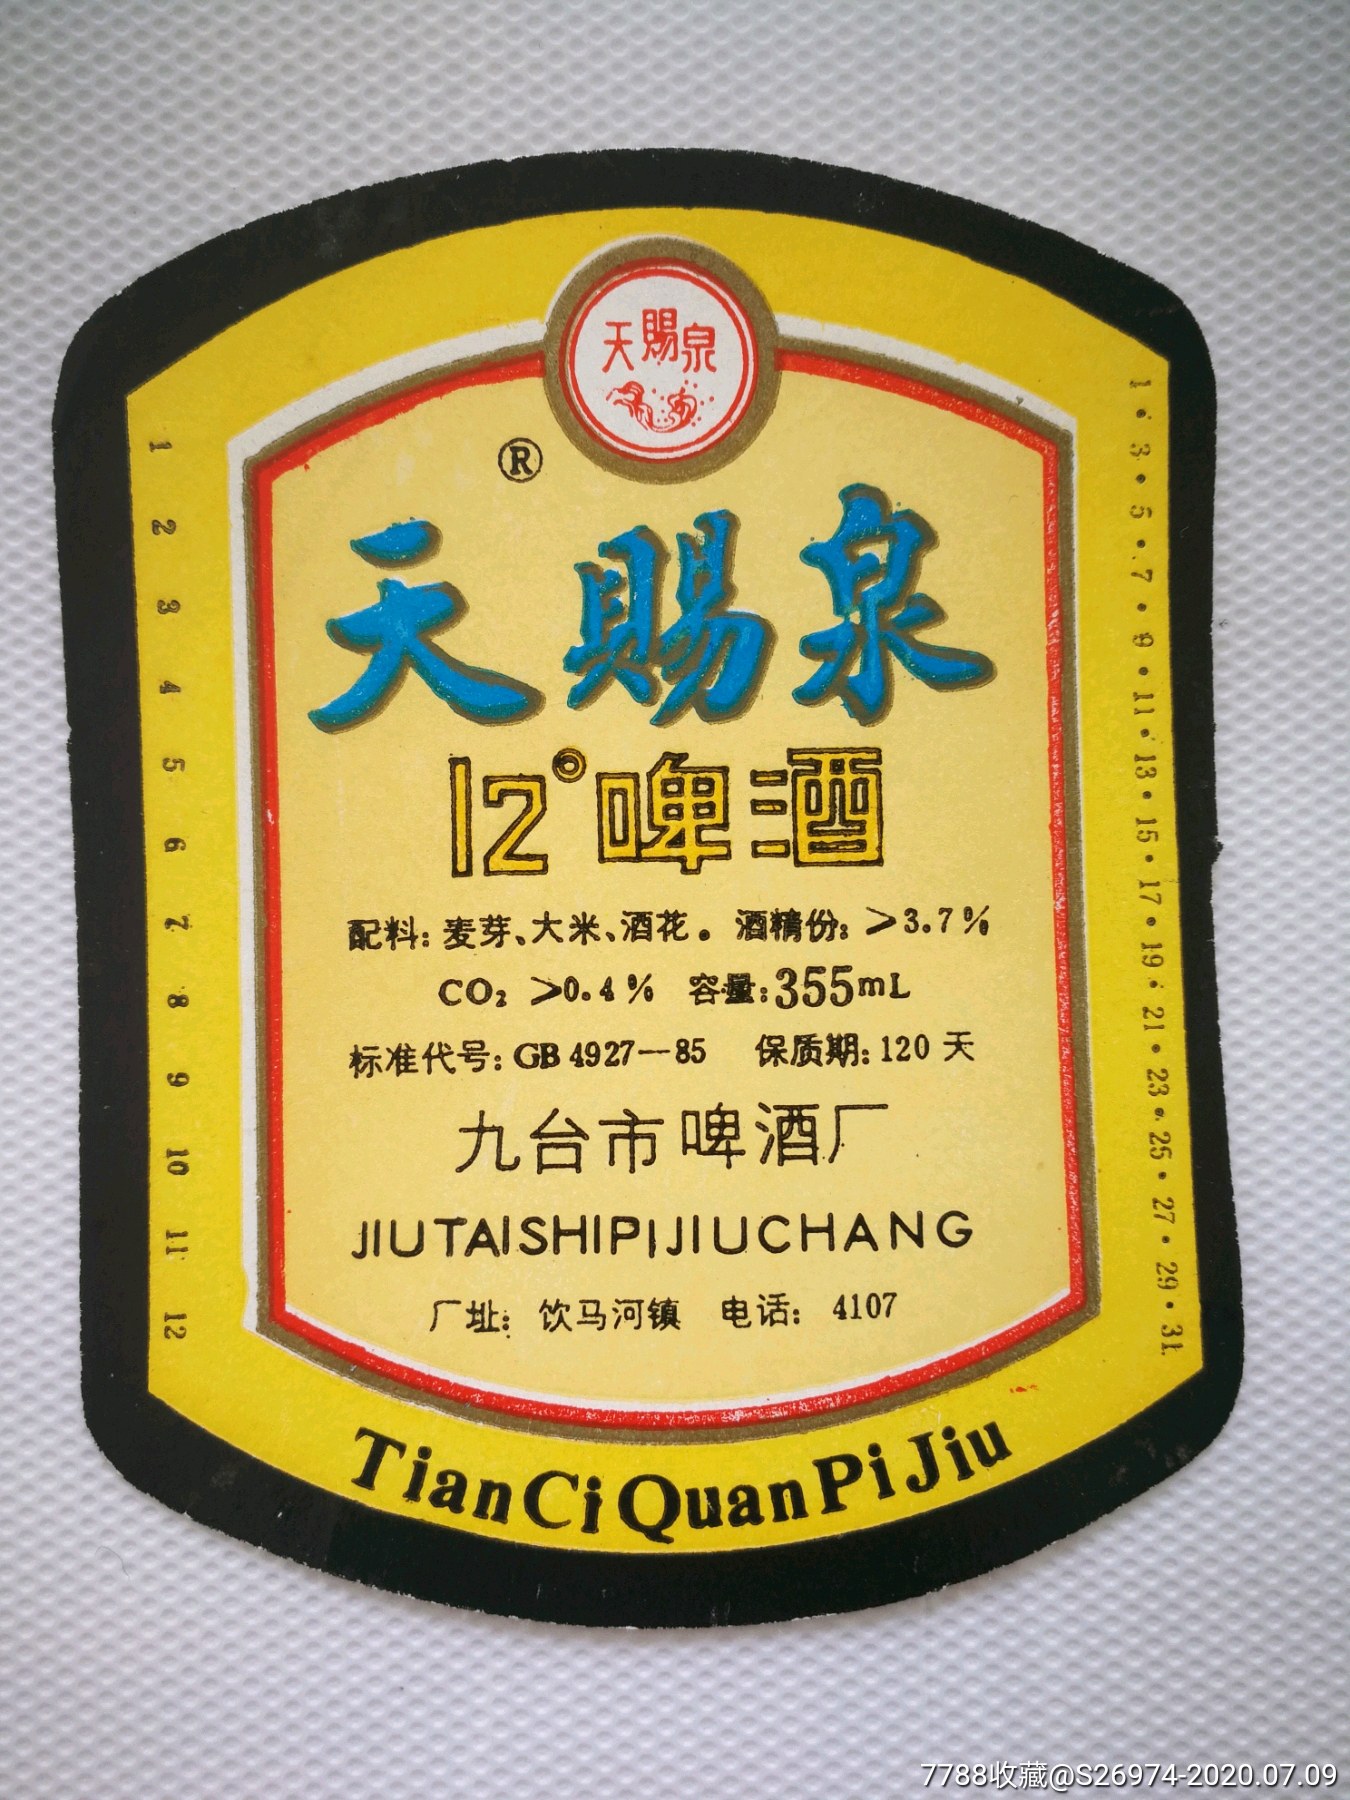 天賜泉
®
天賜泉
12°啤酒
配料：麦芽、大米、酒花。 酒精份：＞3.7%
CO₂ ＞0.4% 容量：355mL
标准代号：GB 4927—85 保质期：120 天
九台市啤酒厂
JIUTAISHIPIJIUCHANG
厂址：饮马河镇 电话：4107
TianCiQuanPiJiu
1 2 3 4 5 6 7 8 9 10 11 12
1·3·5·7·9·11·13·15·17·19·21·23·25·27·29·31
7788收藏@S26974-2020.07.09